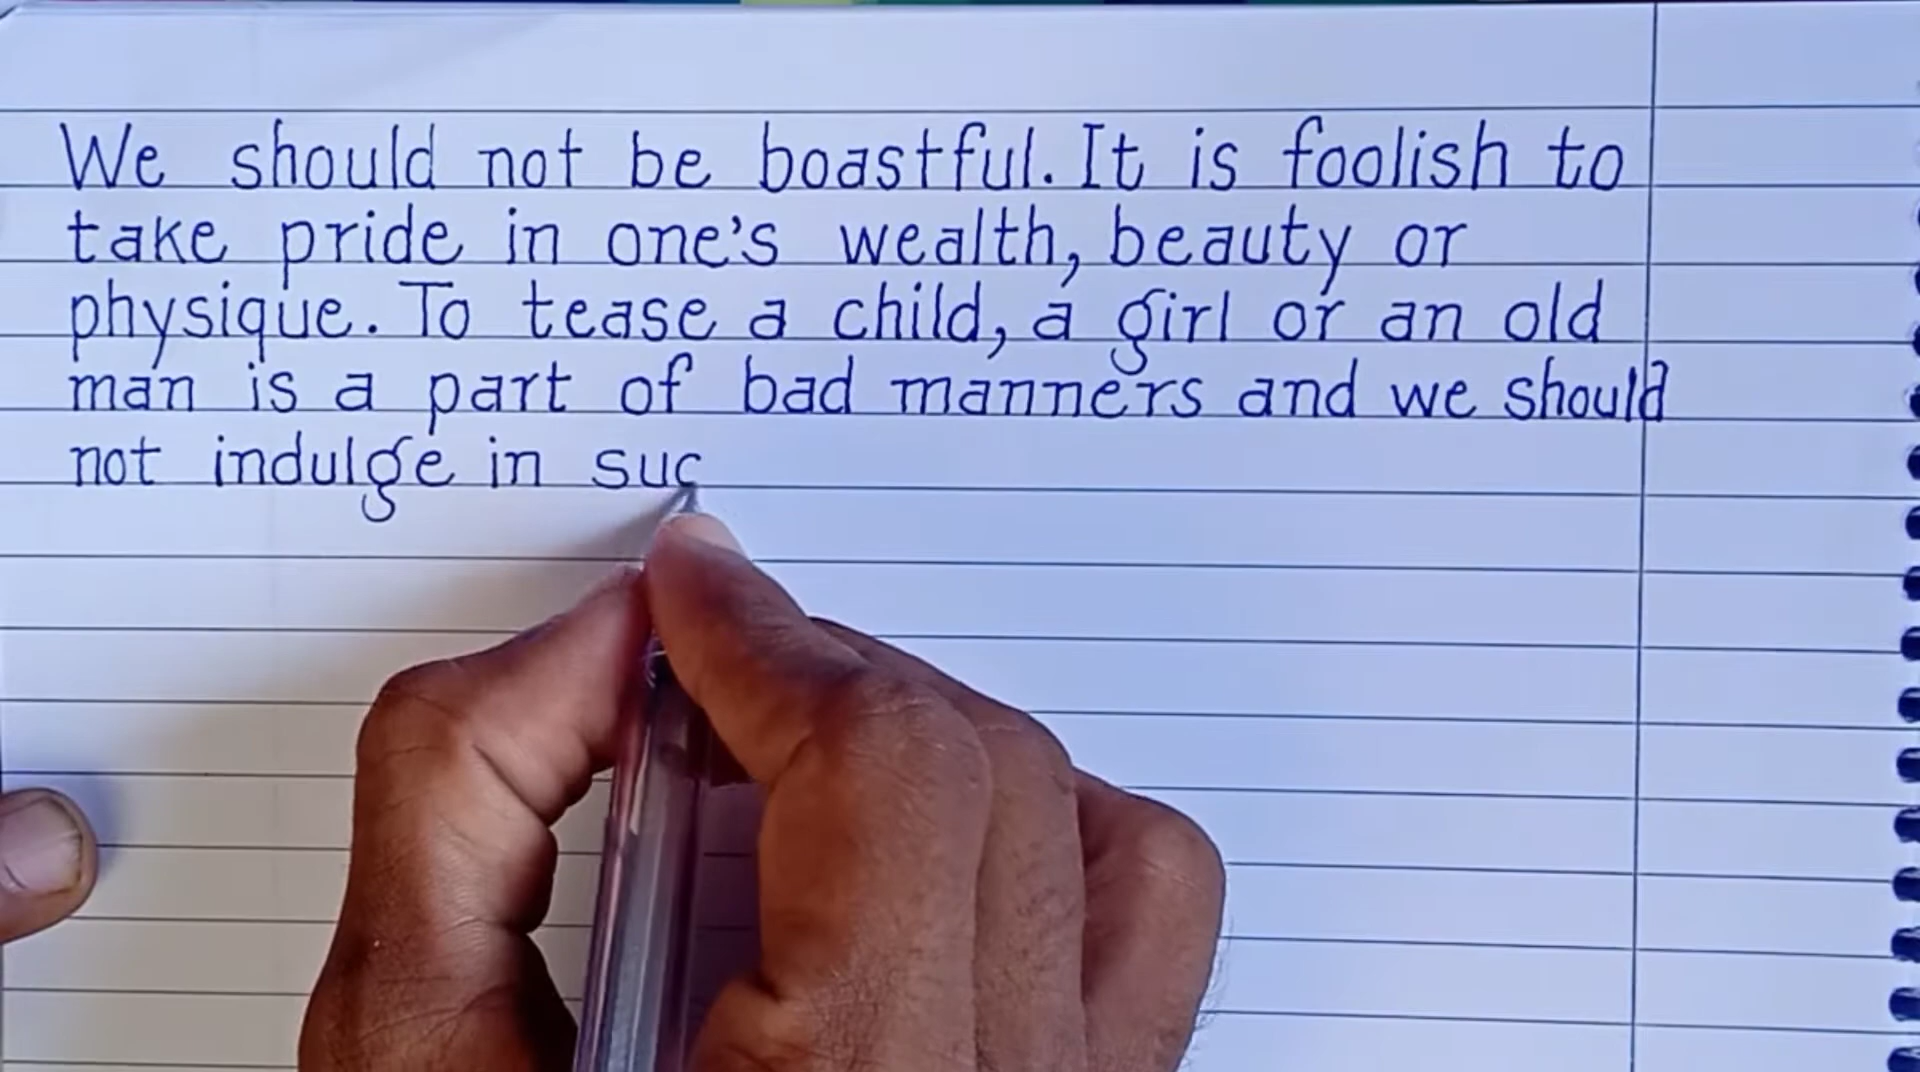 We should not be boastful. It is foolish to
take pride in one's wealth, beauty or
physique. To tease a child, a girl or an old
man is a part of bad manners and we should
not indulge in suc